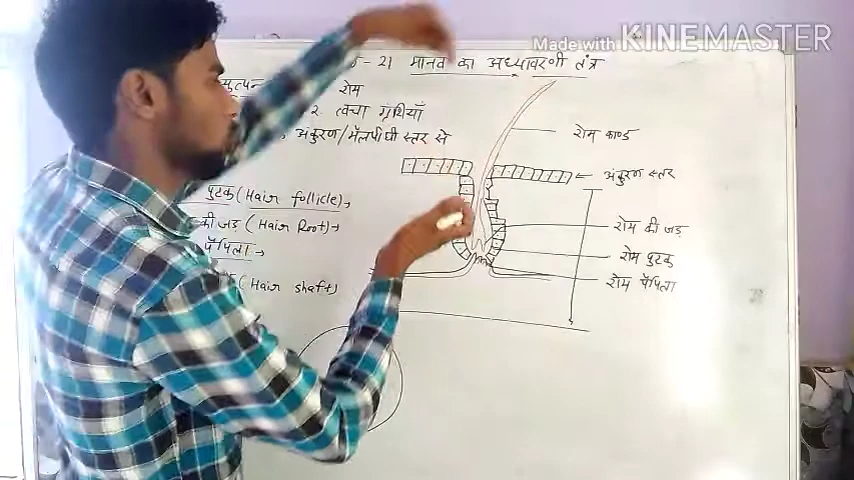 Made with KINEMASTER
- 21 मानव का अध्यावरणी तंत्र
रोम
2. त्वचा ग्रंथियाँ
अंकुरण/मॅलपीघी स्तर से
रोम काण्ड
अंकुरण स्तर
पुटक (Hair follicle)→
की जड़ (Hair Root)→
पॅपिला →
(Hair shaft)
रोम की जड़
रोम पुटक
रोम पॅपिला